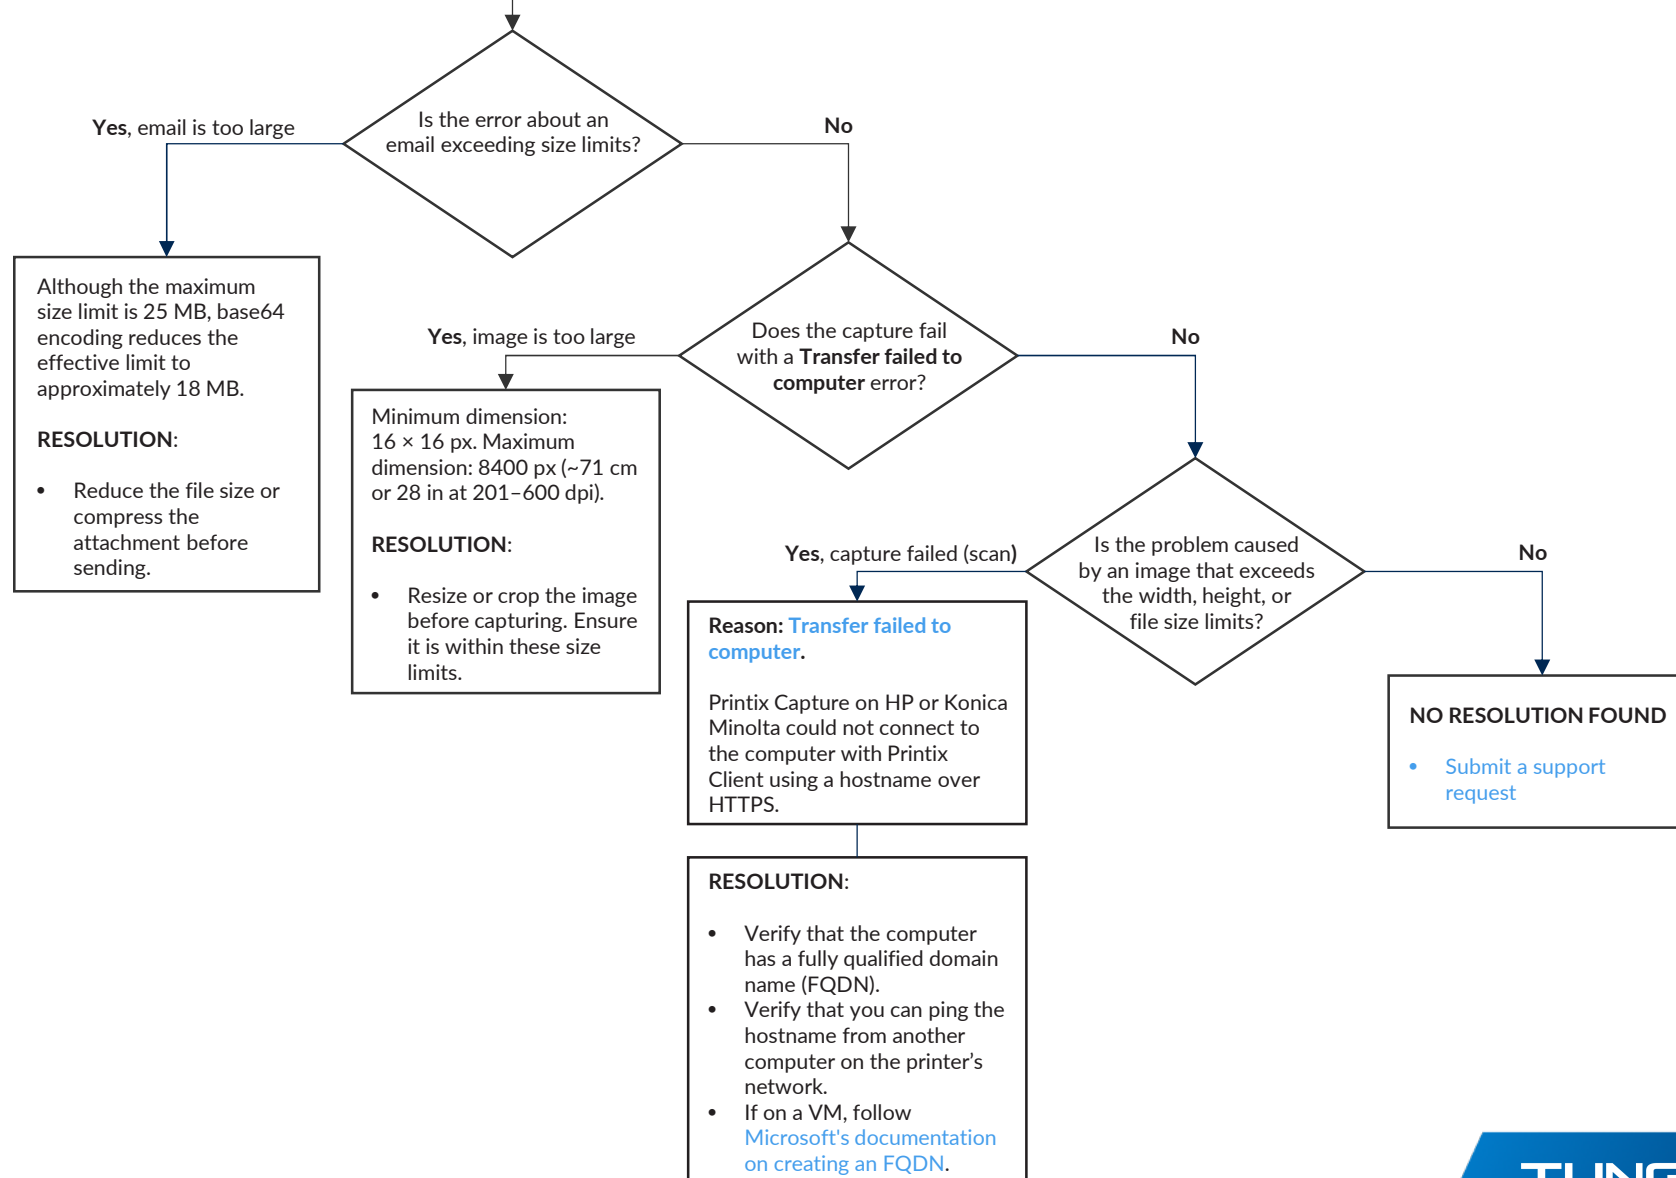 Is the error about an
email exceeding size limits?
Yes, email is too large
No
Although the maximum
size limit is 25 MB, base64
encoding reduces the
effective limit to
approximately 18 MB.
RESOLUTION:
• Reduce the file size or
compress the
attachment before
sending.
Does the capture fail
with a Transfer failed to
computer error?
Yes, image is too large
No
Minimum dimension:
16 × 16 px. Maximum
dimension: 8400 px (~71 cm
or 28 in at 201–600 dpi).
RESOLUTION:
• Resize or crop the image
before capturing. Ensure
it is within these size
limits.
Is the problem caused
by an image that exceeds
the width, height, or
file size limits?
Yes, capture failed (scan)
No
Reason: Transfer failed to
computer.
Printix Capture on HP or Konica
Minolta could not connect to
the computer with Printix
Client using a hostname over
HTTPS.
NO RESOLUTION FOUND
• Submit a support
request
RESOLUTION:
• Verify that the computer
has a fully qualified domain
name (FQDN).
• Verify that you can ping the
hostname from another
computer on the printer's
network.
• If on a VM, follow
Microsoft's documentation
on creating an FQDN.